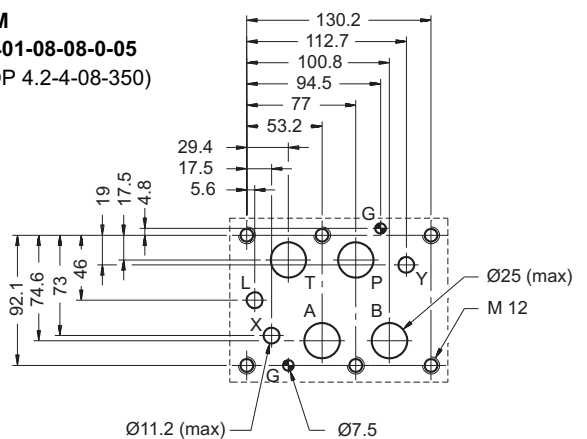 M
401-08-08-0-05
OP 4.2-4-08-350)
130.2
112.7
100.8
94.5
77
53.2
29.4
17.5
5.6
19
17.5
4.8
92.1
74.6
73
46
G
T
P
Y
L
A
B
X
G
Ø25 (max)
M 12
Ø11.2 (max)
Ø7.5